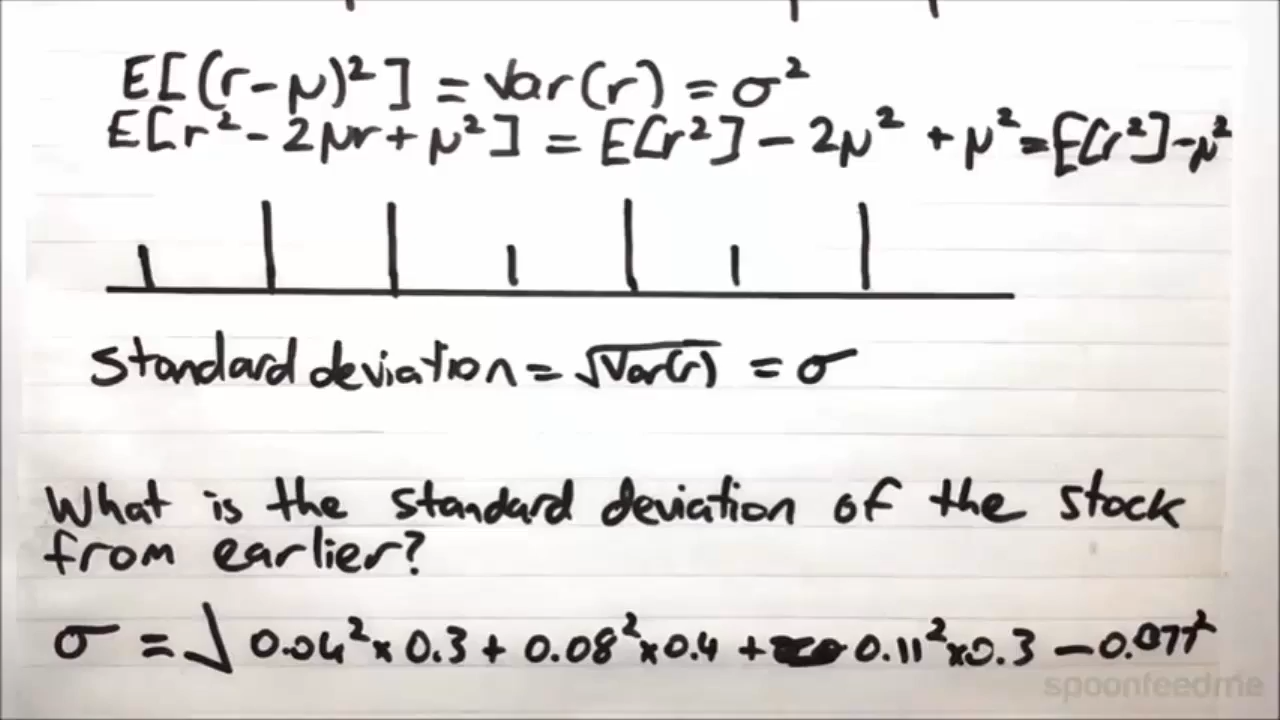 E[(r-μ)²] = Var(r) = σ²
E[r² - 2μr + μ²] = E[r²] - 2μ² + μ² = E[r²] - μ²
Standard deviation = √Var(r) = σ
What is the standard deviation of the stock
from earlier?
σ = √ 0.04² x 0.3 + 0.08² x 0.4 + 0.11² x 0.3 - 0.077²
spoonfeedme